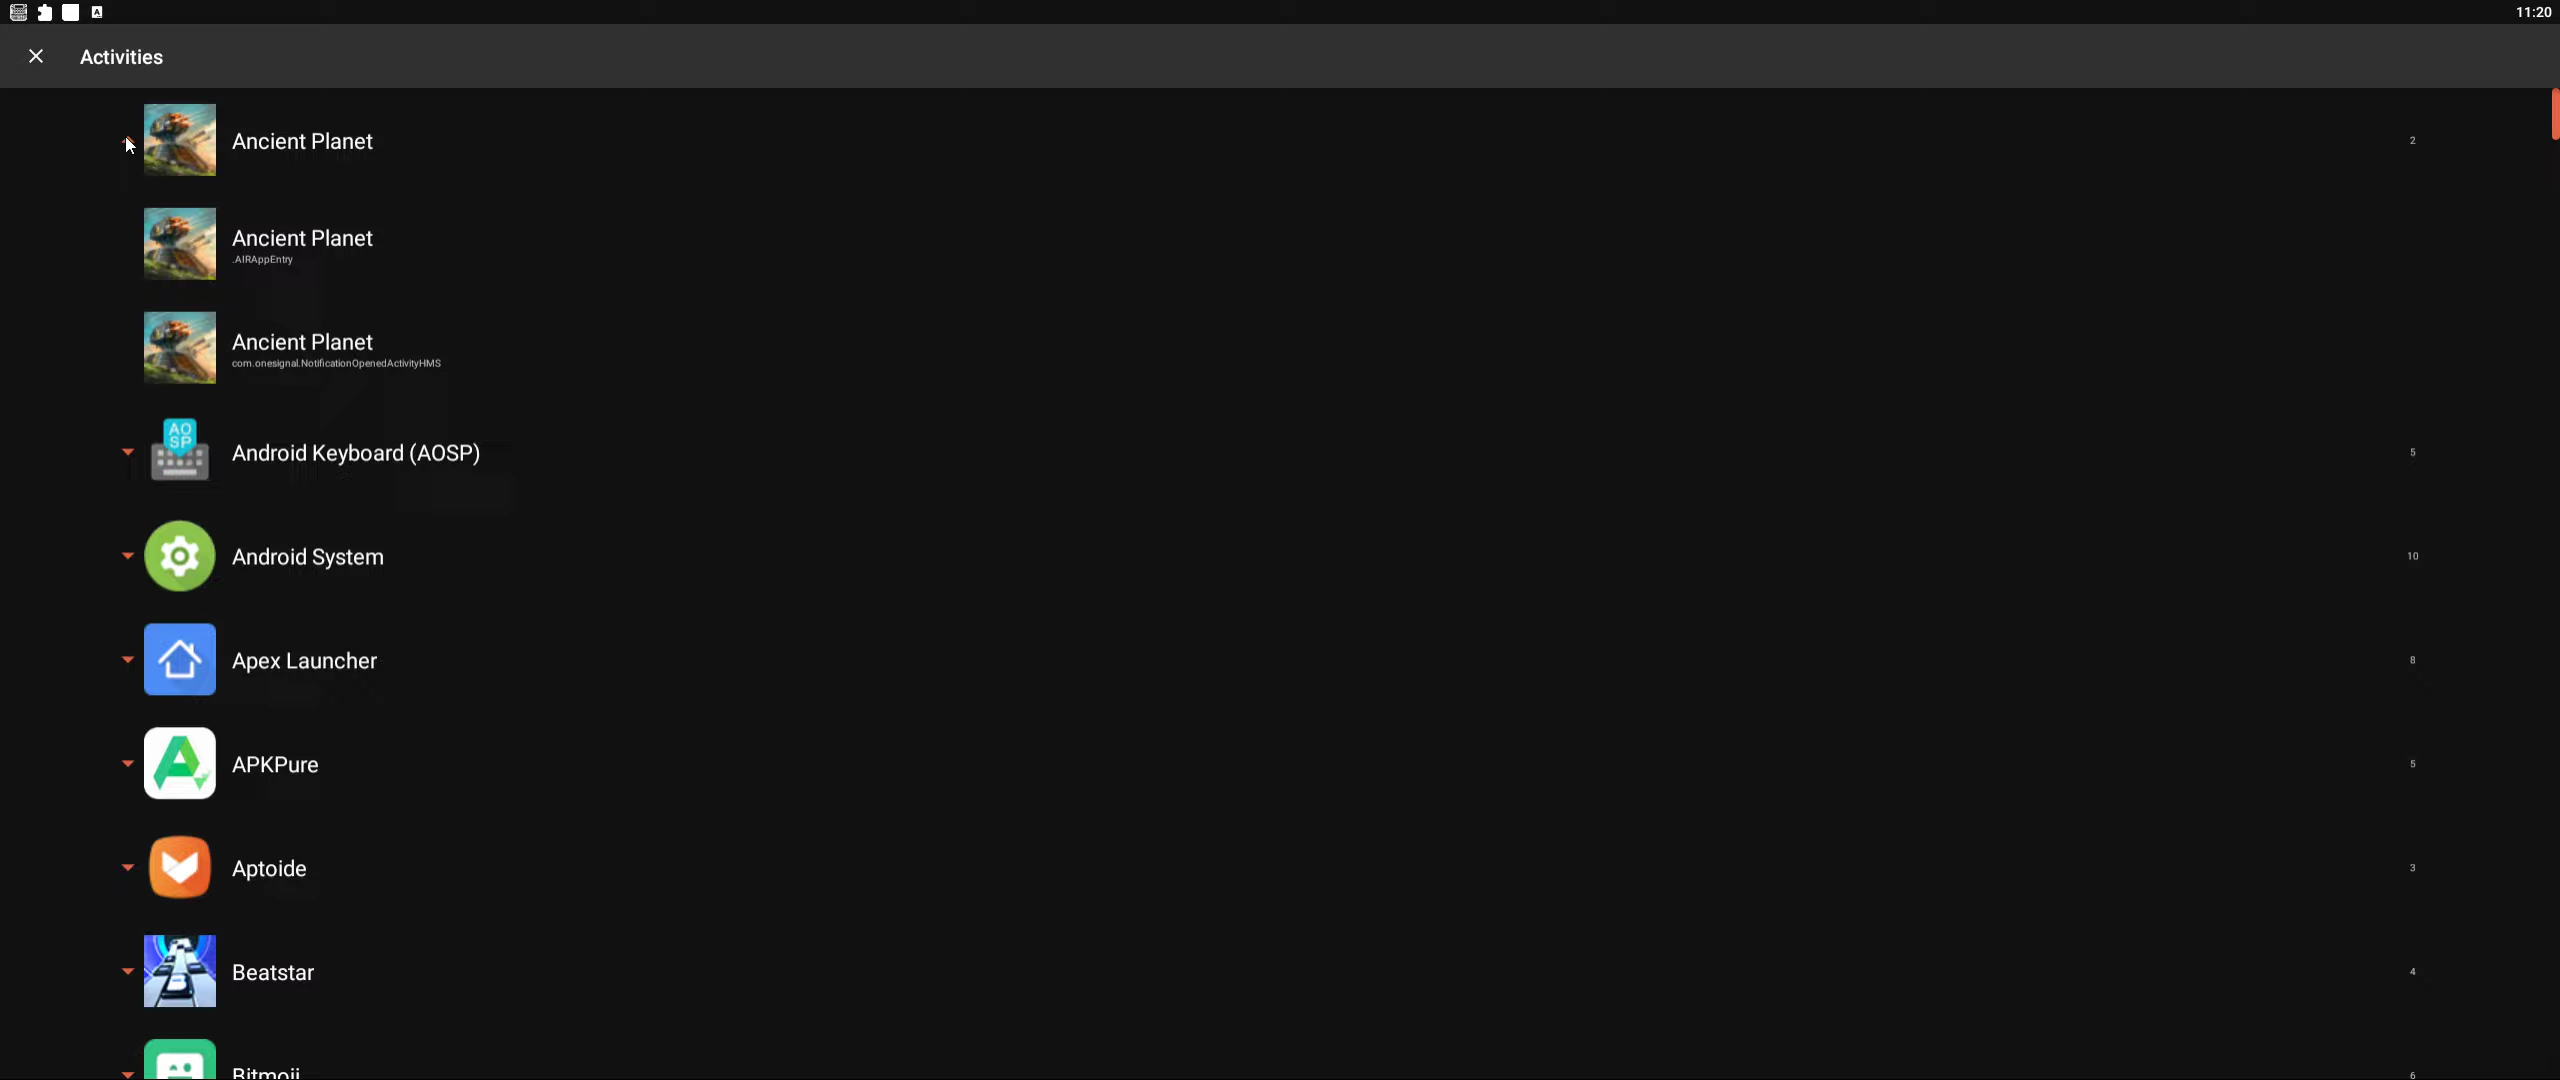 11:20
Activities
Ancient Planet
2
Ancient Planet
.AIRAppEntry
Ancient Planet
com.onesignal.NotificationOpenedActivityHMS
AO
SP
Android Keyboard (AOSP)
5
Android System
10
Apex Launcher
8
APKPure
5
Aptoide
3
Beatstar
4
Bitmoji
6